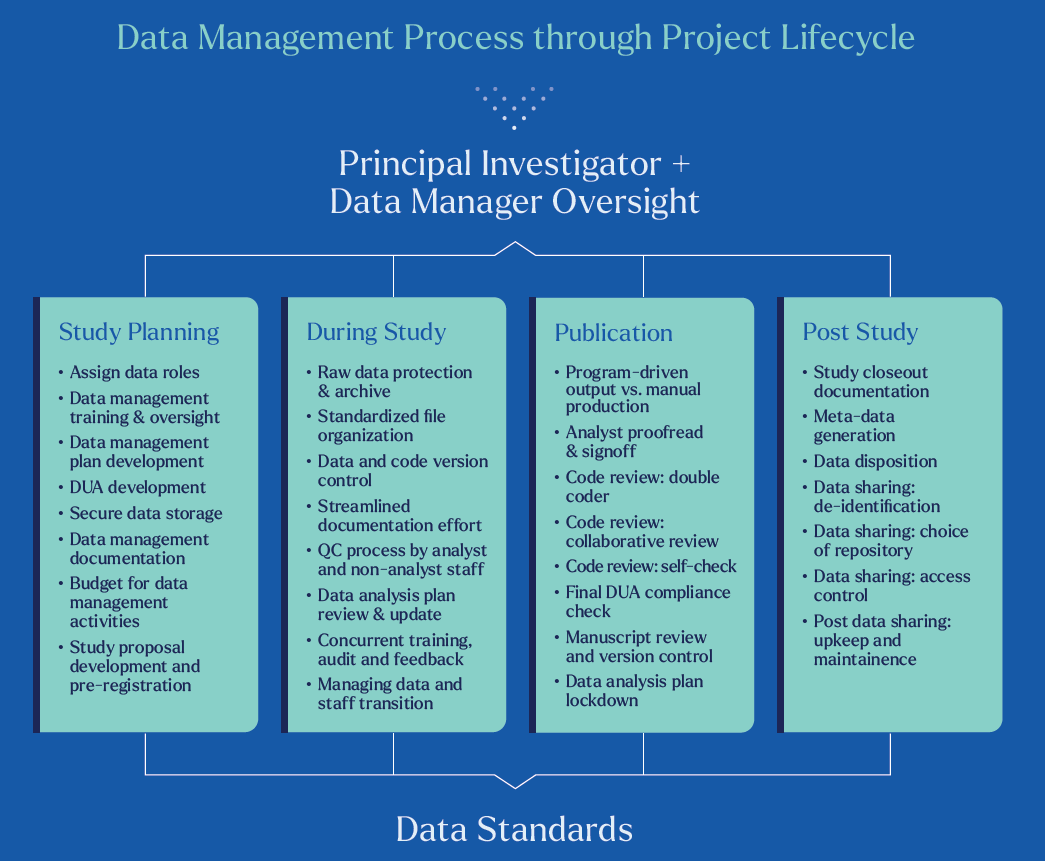 Data Management Process through Project Lifecycle
Principal Investigator +
Data Manager Oversight
Study Planning
• Assign data roles
• Data management
training & oversight
• Data management
plan development
• DUA development
• Secure data storage
• Data management
documentation
• Budget for data
management
activities
• Study proposal
development and
pre-registration
During Study
• Raw data protection
& archive
• Standardized file
organization
• Data and code version
control
• Streamlined
documentation effort
• QC process by analyst
and non-analyst staff
• Data analysis plan
review & update
• Concurrent training,
audit and feedback
• Managing data and
staff transition
Publication
• Program-driven
output vs. manual
production
• Analyst proofread
& signoff
• Code review: double
coder
• Code review:
collaborative review
• Code review: self-check
• Final DUA compliance
check
• Manuscript review
and version control
• Data analysis plan
lockdown
Post Study
• Study closeout
documentation
• Meta-data
generation
• Data disposition
• Data sharing:
de-identification
• Data sharing: choice
of repository
• Data sharing: access
control
• Post data sharing:
upkeep and
maintainence
Data Standards